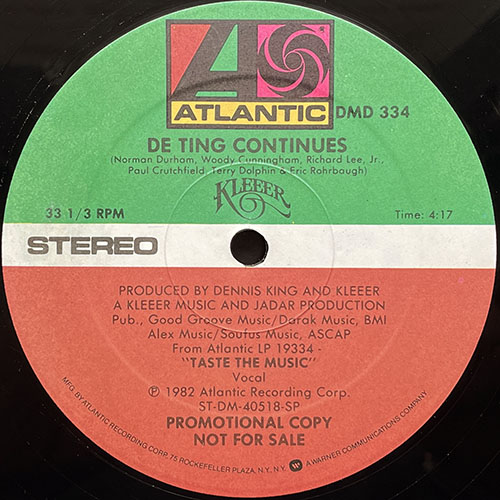 ATLANTIC
DMD 334
DE TING CONTINUES
(Norman Durham, Woody Cunningham, Richard Lee, Jr.,
Paul Crutchfield, Terry Dolphin & Eric Rohrbaugh)
KLEEER
33 1/3 RPM
Time: 4:17
STEREO
PRODUCED BY DENNIS KING AND KLEEER
A KLEEER MUSIC AND JADAR PRODUCTION
Pub., Good Groove Music/Darak Music, BMI
Alex Music/Soufus Music, ASCAP
From Atlantic LP 19334 -
"TASTE THE MUSIC"
Vocal
℗ 1982 Atlantic Recording Corp.
ST-DM-40518-SP
PROMOTIONAL COPY
NOT FOR SALE
MFG. BY ATLANTIC RECORDING CORP. 75 ROCKEFELLER PLAZA, N.Y., N.Y. A WARNER COMMUNICATIONS COMPANY